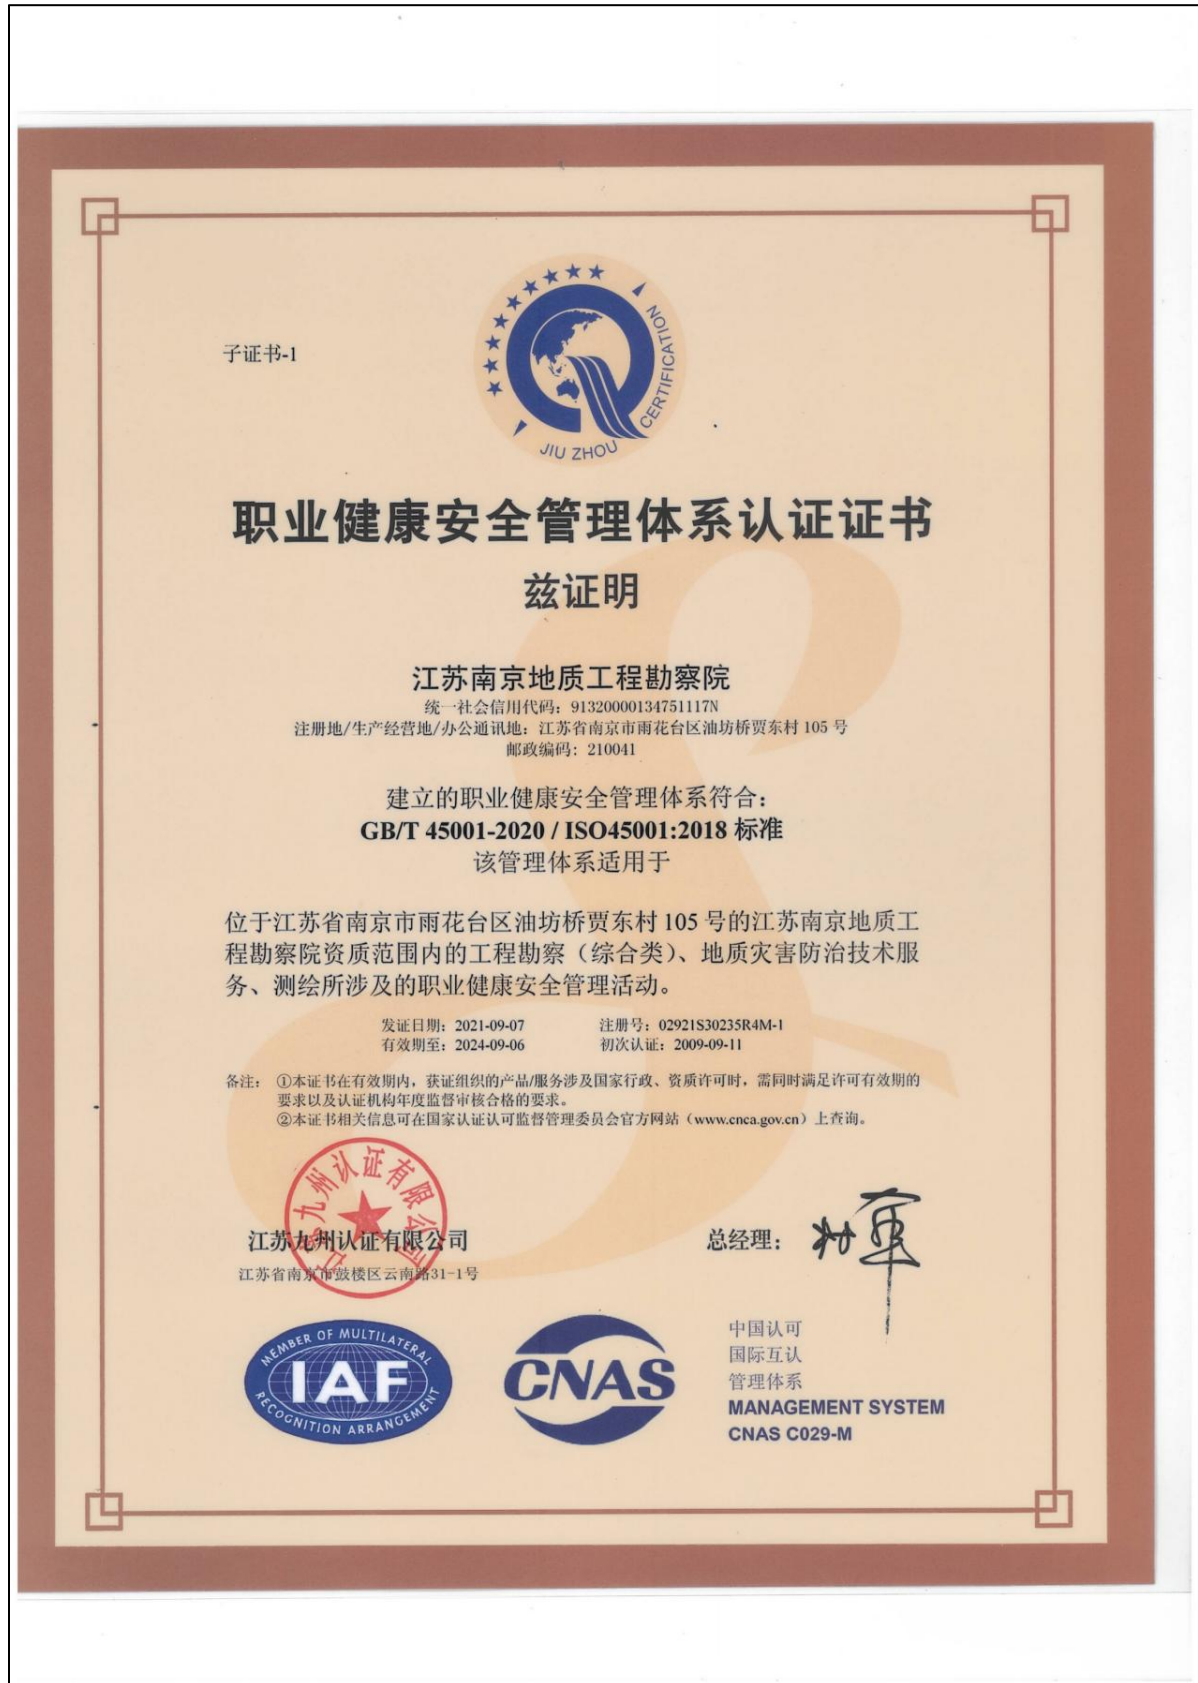 子证书-1
JIU ZHOU CERTIFICATION
职业健康安全管理体系认证证书
兹证明
江苏南京地质工程勘察院
统一社会信用代码：91320000134751117N
注册地/生产经营地/办公通讯地：江苏省南京市雨花台区油坊桥贾东村 105 号
邮政编码：210041
建立的职业健康安全管理体系符合：
GB/T 45001-2020 / ISO45001:2018 标准
该管理体系适用于
位于江苏省南京市雨花台区油坊桥贾东村 105 号的江苏南京地质工
程勘察院资质范围内的工程勘察（综合类）、地质灾害防治技术服
务、测绘所涉及的职业健康安全管理活动。
发证日期：2021-09-07 注册号：02921S30235R4M-1
有效期至：2024-09-06 初次认证：2009-09-11
备注： ①本证书在有效期内，获证组织的产品/服务涉及国家行政、资质许可时，需同时满足许可有效期的
要求以及认证机构年度监督审核合格的要求。
②本证书相关信息可在国家认证认可监督管理委员会官方网站（www.cnca.gov.cn）上查询。
江苏九州认证有限公司
江苏九州认证有限公司
江苏省南京市鼓楼区云南路31-1号
总经理：
MEMBER OF MULTILATERAL
IAF
RECOGNITION ARRANGEMENT
CNAS
中国认可
国际互认
管理体系
MANAGEMENT SYSTEM
CNAS C029-M